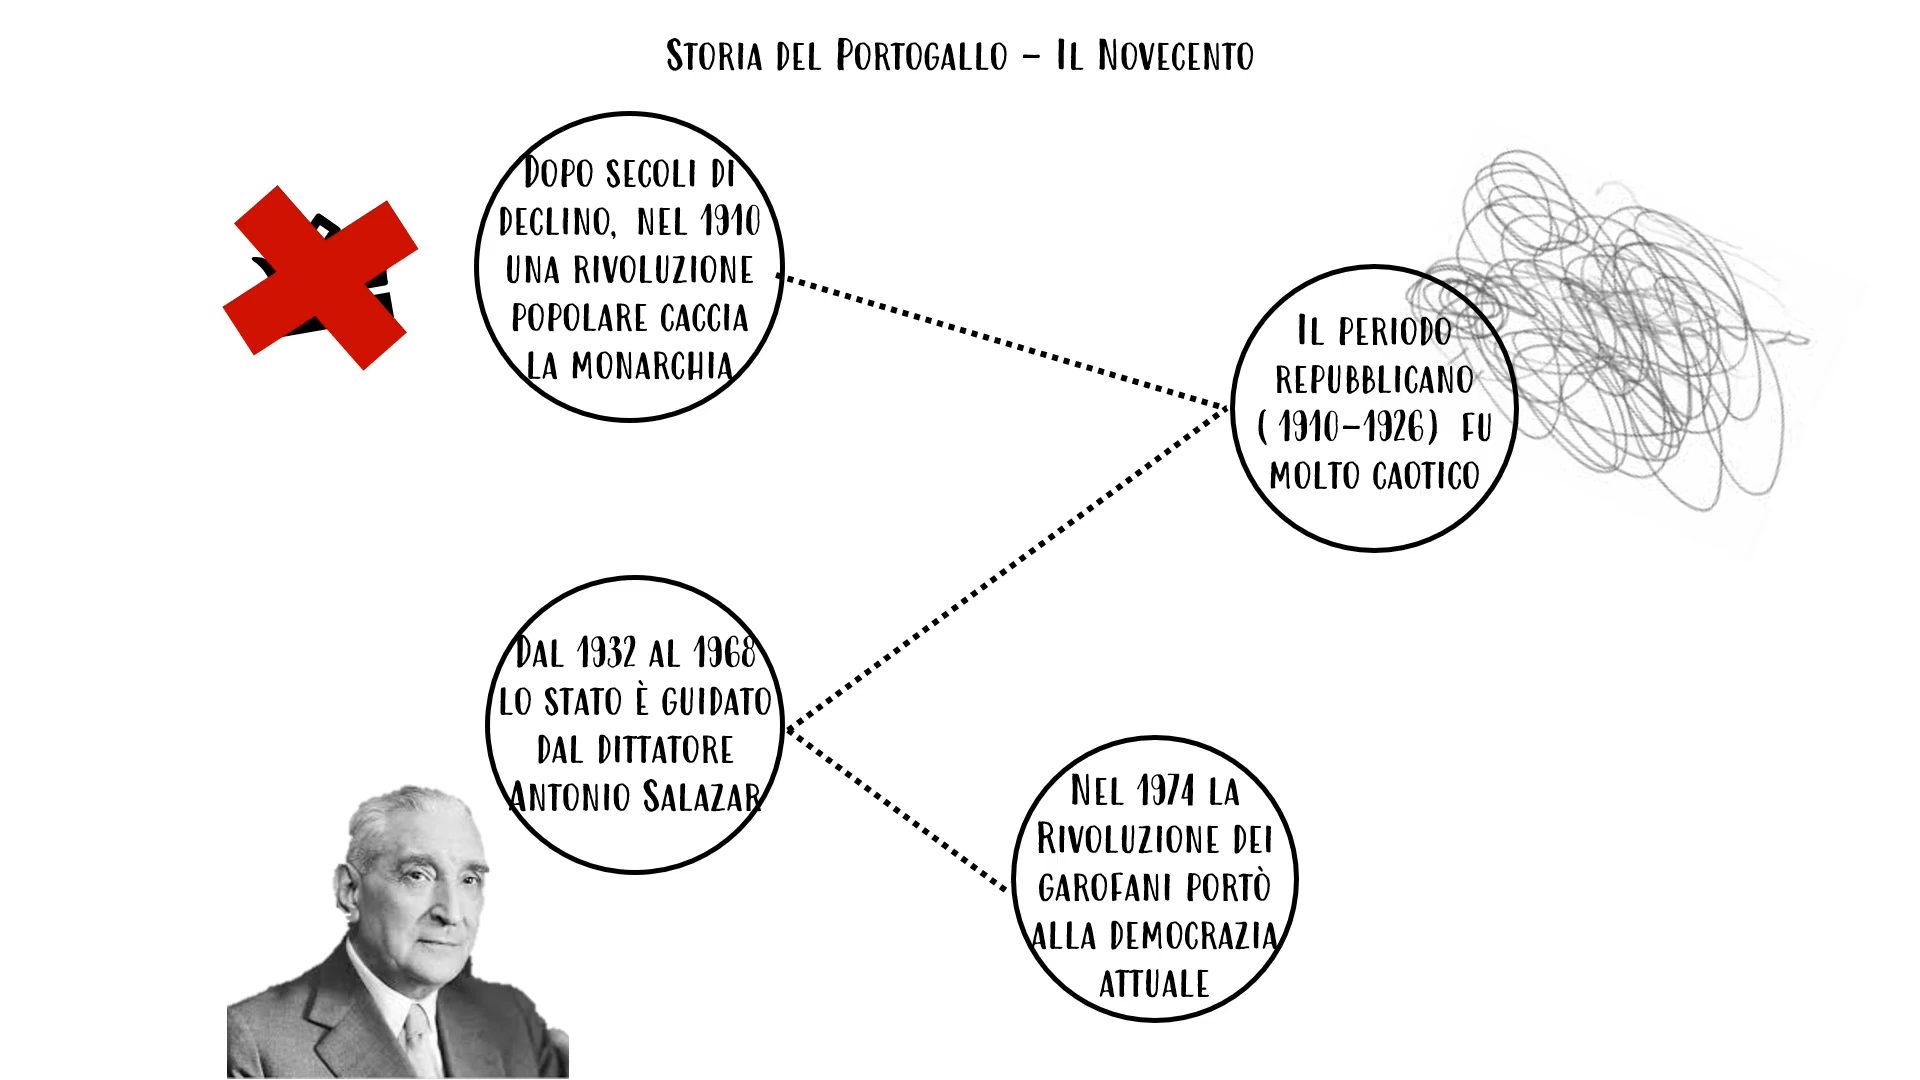 Storia del Portogallo – Il Novecento
Dopo secoli di
declino, nel 1910
una rivoluzione
popolare caccia
la monarchia
Il periodo
repubblicano
(1910-1926) fu
molto caotico
Dal 1932 al 1968
lo stato è guidato
dal dittatore
Antonio Salazar
Nel 1974 la
Rivoluzione dei
garofani portò
alla democrazia
attuale